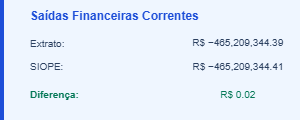 Saídas Financeiras Correntes
Extrato: R$ −465,209,344.39
SIOPE: R$ −465,209,344.41
Diferença: R$ 0.02